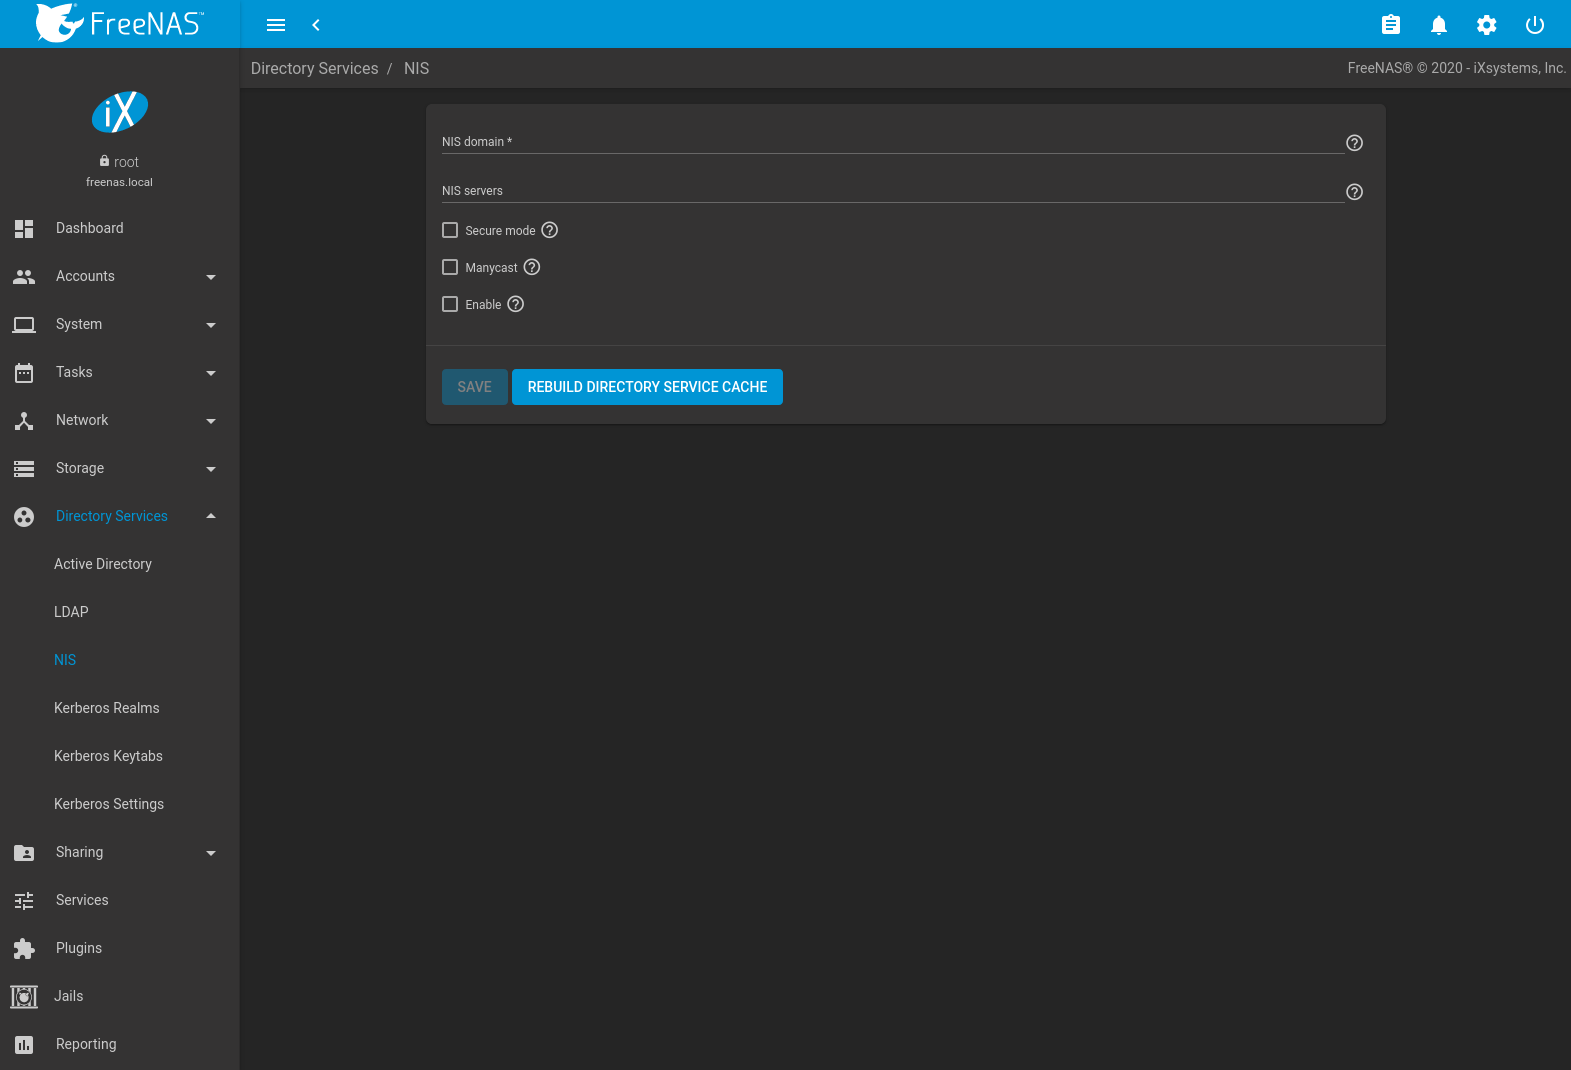 FreeNAS™
Directory Services / NIS
FreeNAS® © 2020 - iXsystems, Inc.
iX
root
freenas.local
Dashboard
Accounts
System
Tasks
Network
Storage
Directory Services
Active Directory
LDAP
NIS
Kerberos Realms
Kerberos Keytabs
Kerberos Settings
Sharing
Services
Plugins
Jails
Reporting
NIS domain *
NIS servers
Secure mode
Manycast
Enable
SAVE
REBUILD DIRECTORY SERVICE CACHE